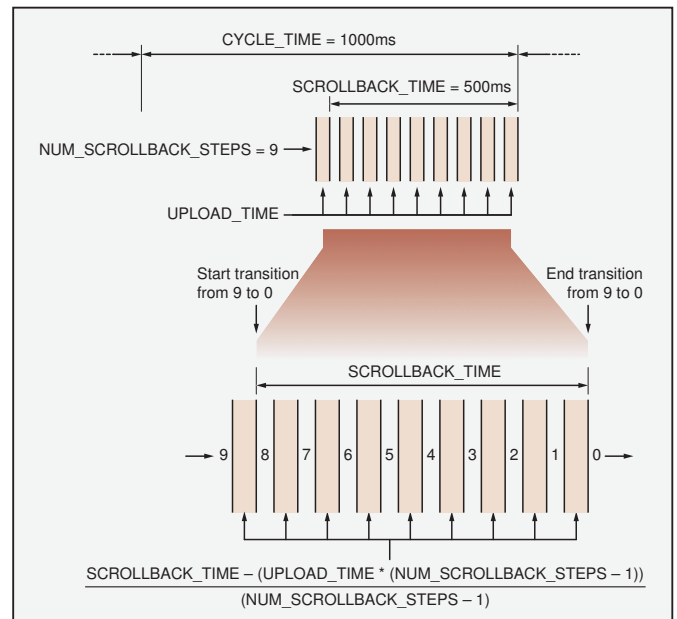 CYCLE_TIME = 1000ms
SCROLLBACK_TIME = 500ms
NUM_SCROLLBACK_STEPS = 9
UPLOAD_TIME
Start transition
from 9 to 0
End transition
from 9 to 0
SCROLLBACK_TIME
9 8 7 6 5 4 3 2 1 0
SCROLLBACK_TIME – (UPLOAD_TIME * (NUM_SCROLLBACK_STEPS – 1))
(NUM_SCROLLBACK_STEPS – 1)